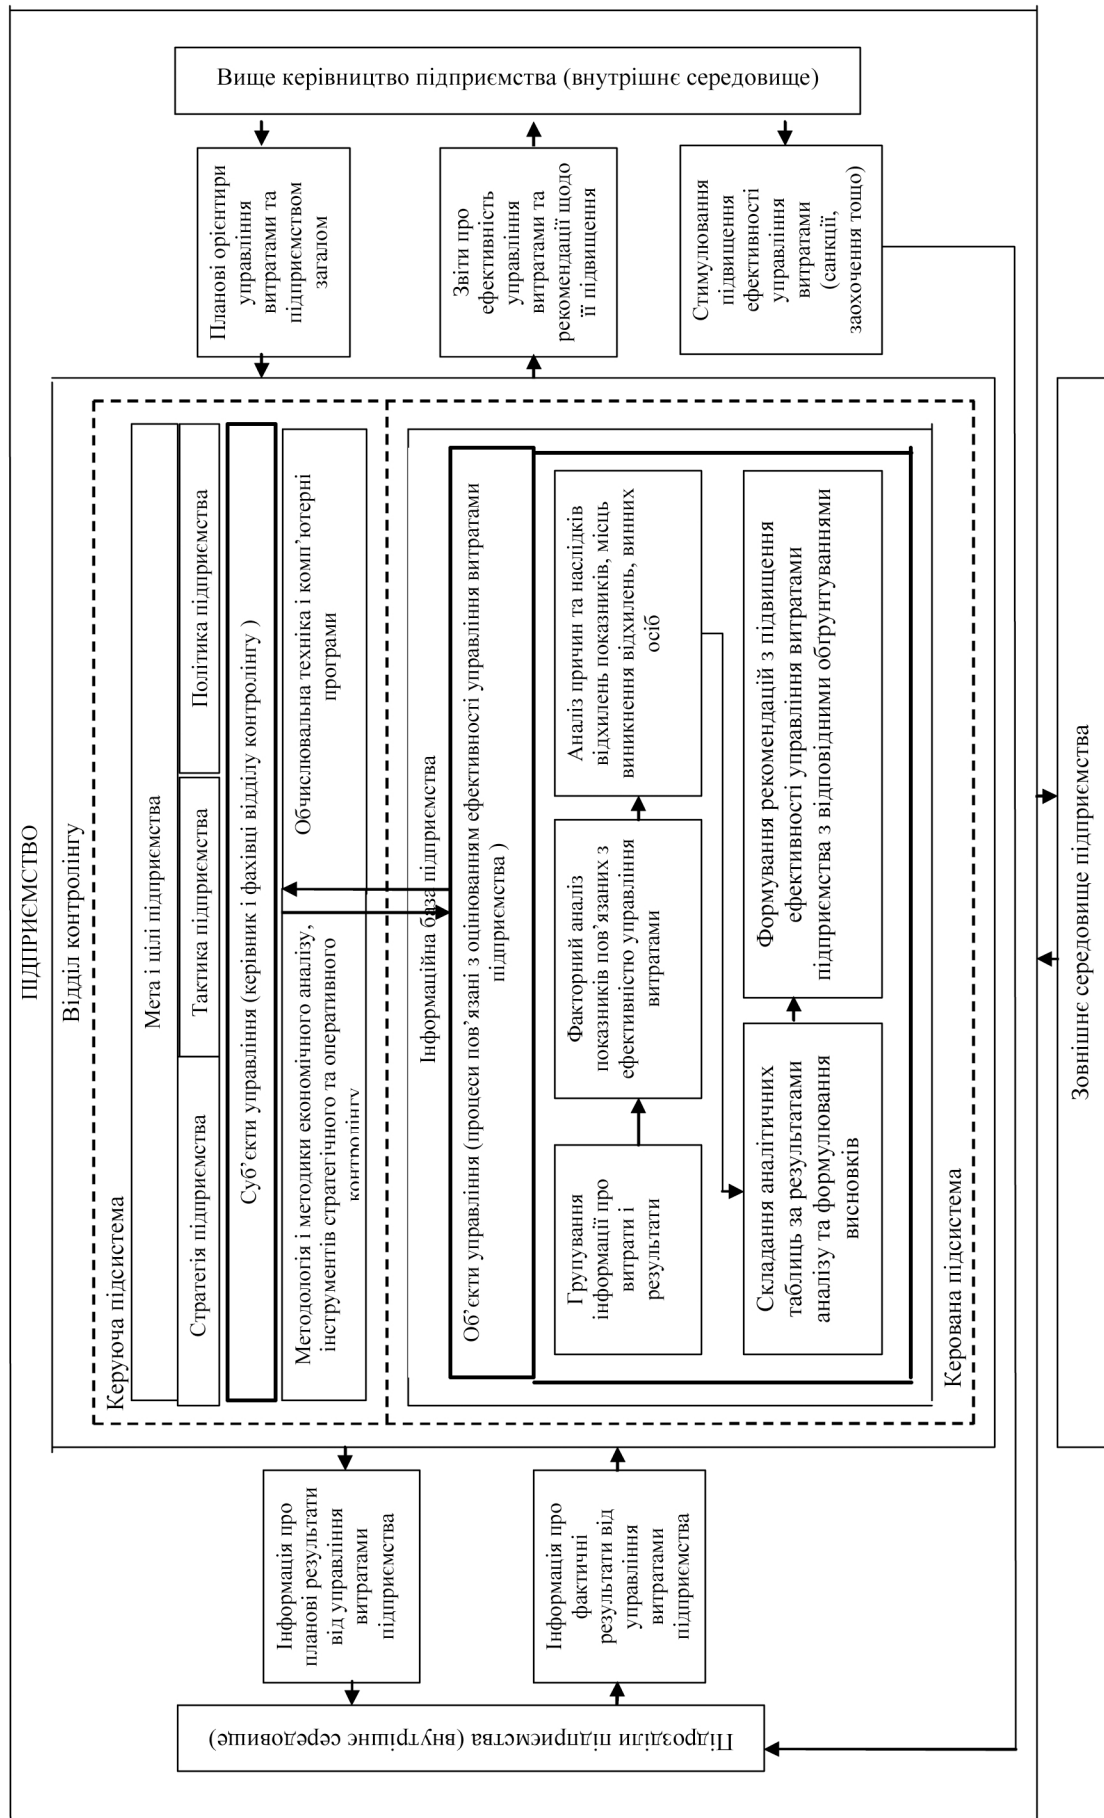 ПІДПРИЄМСТВО
Відділ контролінгу
Керуюча підсистема
Мета і цілі підприємства
Стратегія підприємства
Тактика підприємства
Політика підприємства
Суб’єкти управління (керівник і фахівці відділу контролінгу )
Методологія і методики економічного аналізу,
інструментів стратегічного та оперативного
контролінгу
Обчислювальна техніка і комп’ютерні
програми
Інформаційна база підприємства
Об’єкти управління (процеси пов’язані з оцінюванням ефективності управління витратами
підприємства )
Групування
інформації про
витрати і
результати
Факторний аналіз
показників пов’язаних з
ефективністю управління
витратами
Аналіз причин та наслідків
відхилень показників, місць
виникнення відхилень, винних
осіб
Складання аналітичних
таблиць за результатами
аналізу та формулювання
висновків
Формування рекомендацій з підвищення
ефективності управління витратами
підприємства з відповідними обґрунтуваннями
Керована підсистема
Підрозділи підприємства (внутрішнє середовище)
Інформація про
планові результати
від управління
витратами
підприємства
Інформація про
фактичні
результати від
управління
витратами
підприємства
Планові орієнтири
управління
витратами та
підприємством
загалом
Звіти про
ефективність
управління
витратами та
рекомендації щодо
її підвищення
Стимулювання
підвищення
ефективності
управління
витратами
(санкції,
заохочення тощо)
Вище керівництво підприємства (внутрішнє середовище)
Зовнішнє середовище підприємства